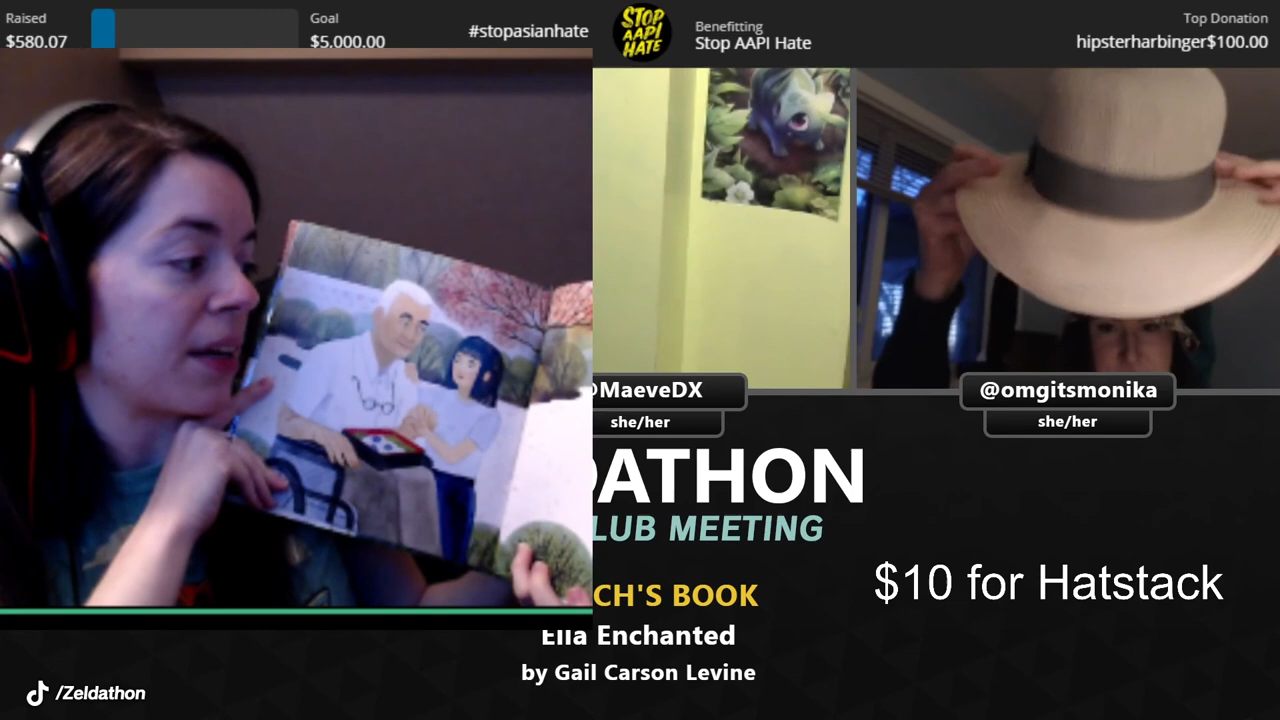 Raised
$580.07
Goal
$5,000.00
#stopasianhate
STOP
AAPI
HATE
Benefitting
Stop AAPI Hate
Top Donation
hipsterharbinger$100.00
@MaeveDX
she/her
@omgitsmonika
she/her
DATHON
LUB MEETING
CH'S BOOK
$10 for Hatstack
Ella Enchanted
by Gail Carson Levine
/Zeldathon